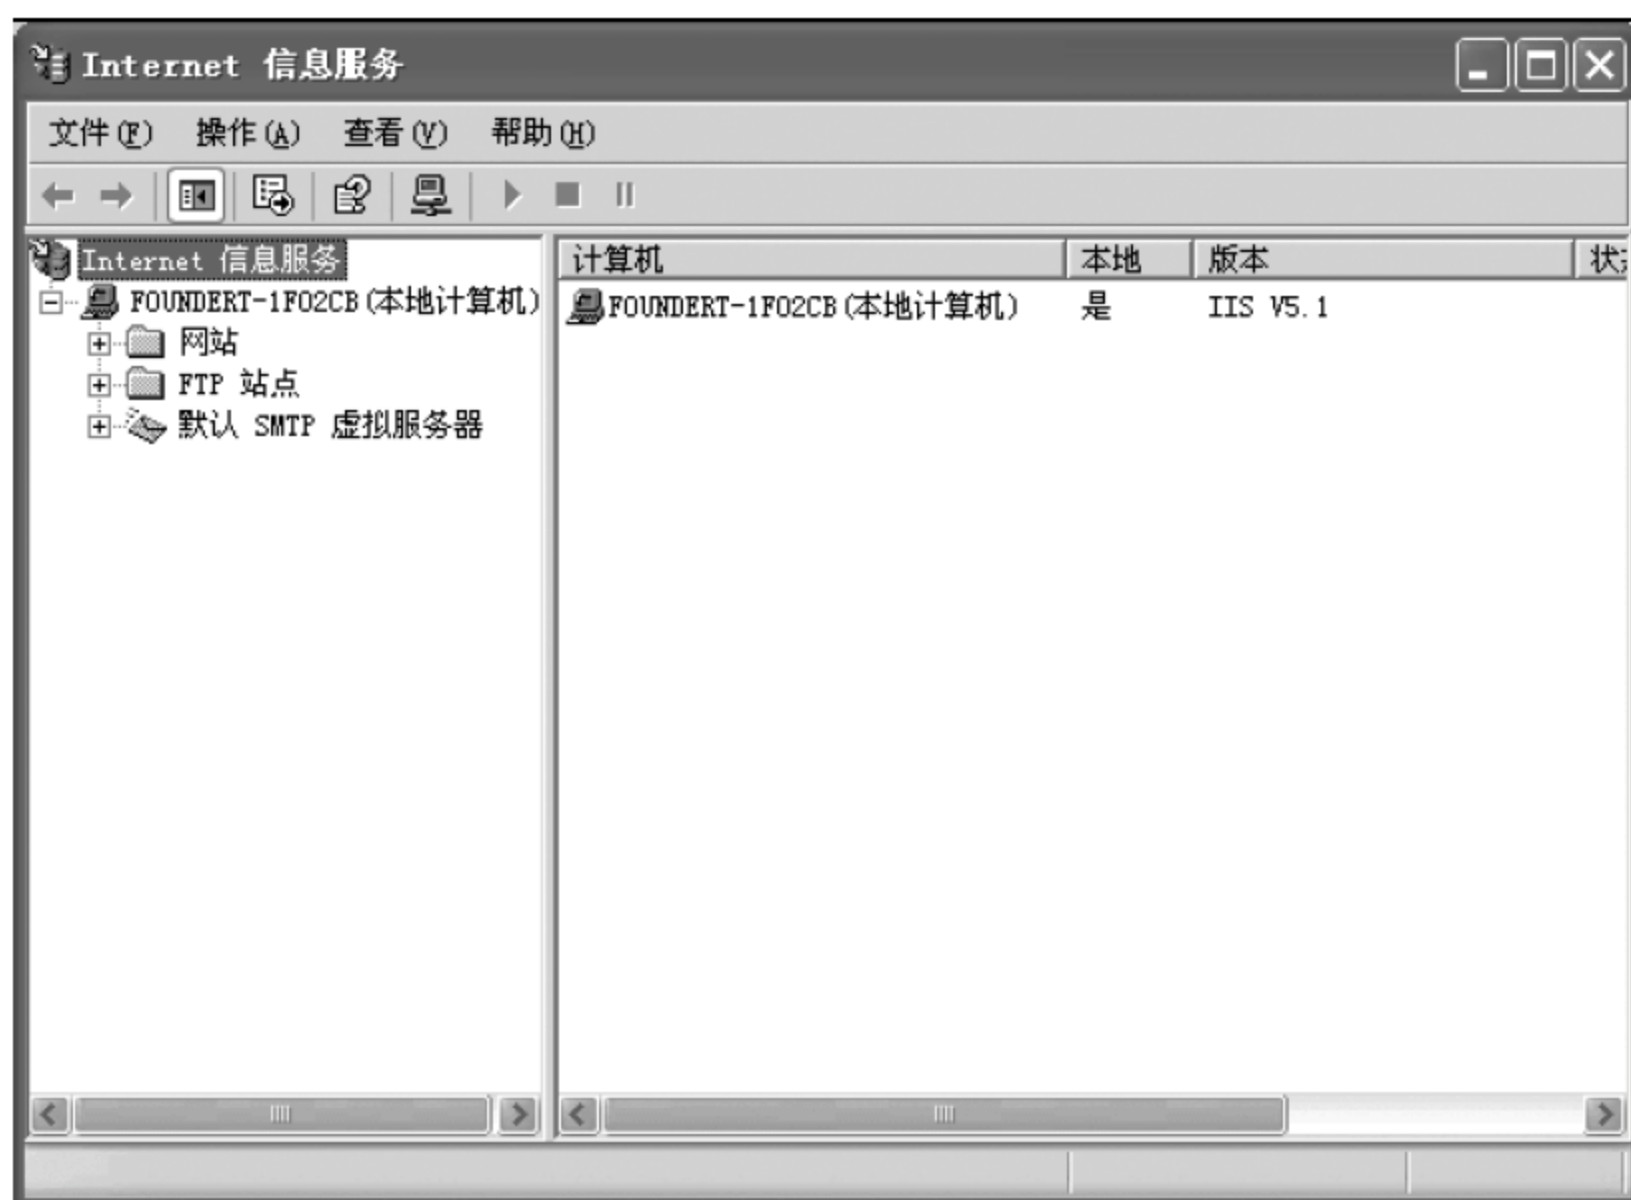 Internet 信息服务
文件(F) 操作(A) 查看(V) 帮助(H)
Internet 信息服务
FOUNDERT-1F02CB(本地计算机)
网站
FTP 站点
默认 SMTP 虚拟服务器
计算机 本地 版本
FOUNDERT-1F02CB(本地计算机) 是 IIS V5.1